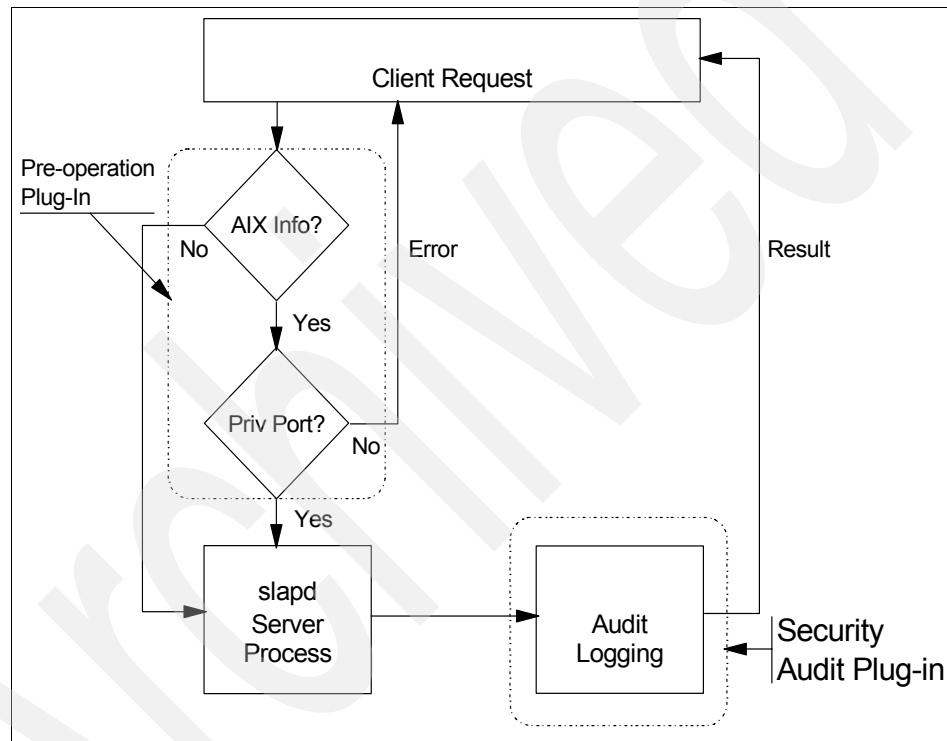 Client Request
Pre-operation
Plug-In
AIX Info?
No
Error
Result
Yes
Priv Port?
No
Yes
slapd
Server
Process
Audit
Logging
Security
Audit Plug-in
Archived